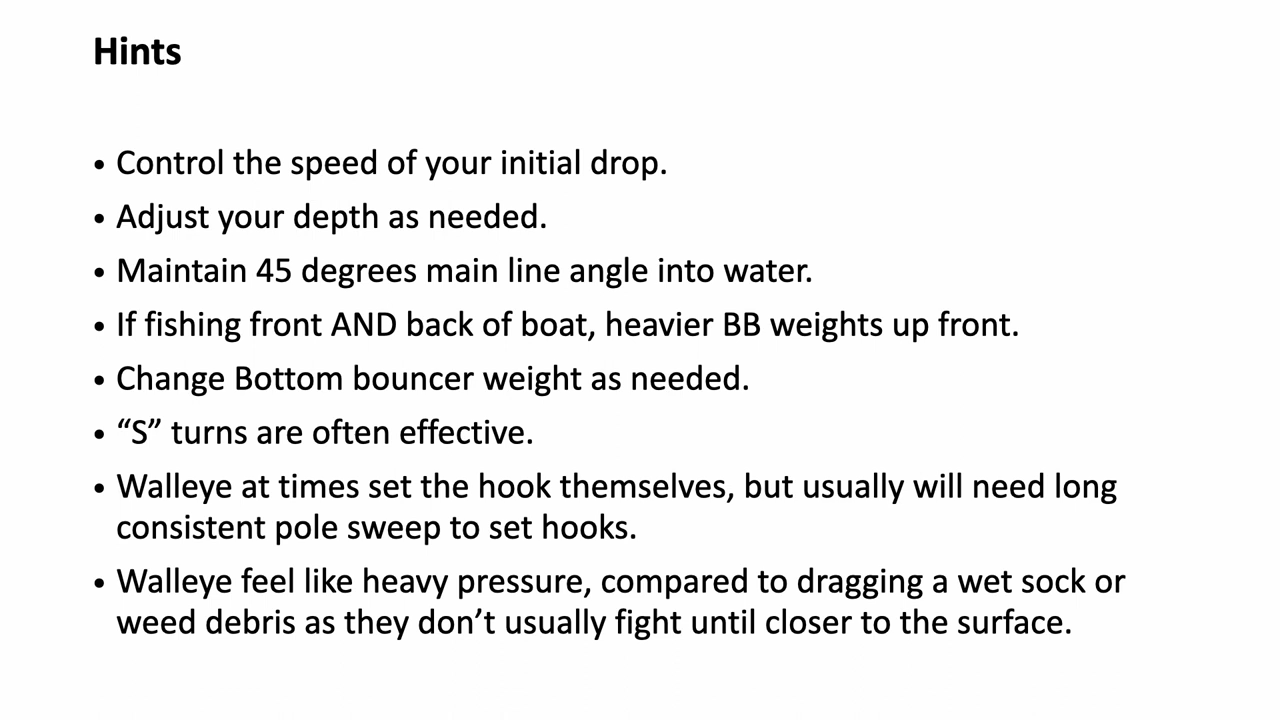 Hints
• Control the speed of your initial drop.
• Adjust your depth as needed.
• Maintain 45 degrees main line angle into water.
• If fishing front AND back of boat, heavier BB weights up front.
• Change Bottom bouncer weight as needed.
• “S” turns are often effective.
• Walleye at times set the hook themselves, but usually will need long
consistent pole sweep to set hooks.
• Walleye feel like heavy pressure, compared to dragging a wet sock or
weed debris as they don’t usually fight until closer to the surface.